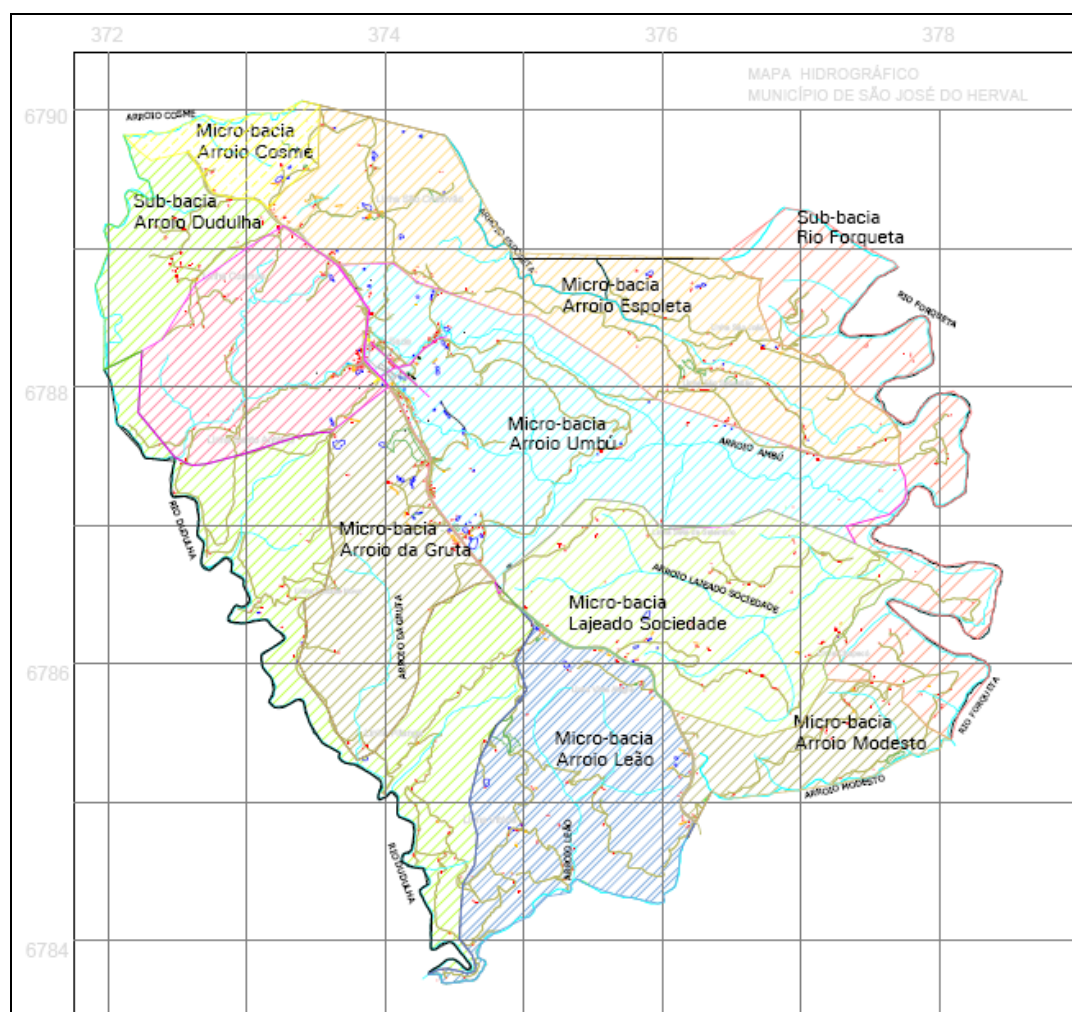 372
374
376
378
MAPA HIDROGRÁFICO
MUNICÍPIO DE SÃO JOSÉ DO HERVAL
6790
ARROIO COSME
Micro-bacia
Arroio Cosme
Sub-bacia
Arroio Dudulha
ARROIO ESPOLETA
Sub-bacia
Rio Forqueta
Micro-bacia
Arroio Espoleta
RIO FORQUETA
6788
Micro-bacia
Arroio Umbú
ARROIO AMBÚ
RIO DUDULHA
Micro-bacia
Arroio da Gruta
ARROIO LAJEADO SOCIEDADE
Micro-bacia
Lajeado Sociedade
ARROIO DA GRUTA
6786
RIO FORQUETA
Micro-bacia
Arroio Modesto
Micro-bacia
Arroio Leão
ARROIO MODESTO
ARROIO LEÃO
RIO DUDULHA
6784